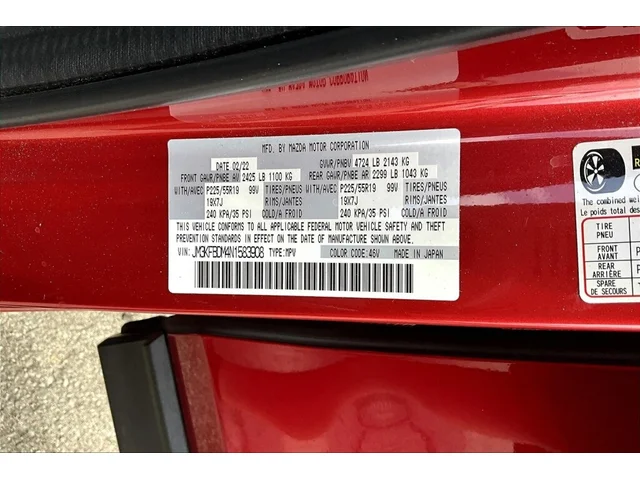 MFD. BY MAZDA MOTOR CORPORATION
DATE 02/22 GVWR/PNBV 4724 LB 2143 KG
FRONT GAWR/PNBE AV 2425 LB 1100 KG REAR GAWR/PNBE AR 2299 LB 1043 KG
WITH/AVEC P225/55R19 99V TIRES/PNEUS WITH/AVEC P225/55R19 99V TIRES/PNEUS
19X7J RIMS/JANTES 19X7J RIMS/JANTES
240 KPA/35 PSI COLD/A FROID 240 KPA/35 PSI COLD/A FROID
THIS VEHICLE CONFORMS TO ALL APPLICABLE FEDERAL MOTOR VEHICLE SAFETY AND THEFT
PREVENTION STANDARDS IN EFFECT ON THE DATE OF MANUFACTURE SHOWN ABOVE.
VIN: JM3KFBDM4N1583908 TYPE:MPV COLOR CODE:46V MADE IN JAPAN
The combined wei
Le poids total des
TIRE
PNEU
FRONT
AVANT
REAR
ARRIÈRE
SPARE
DE SECOURS